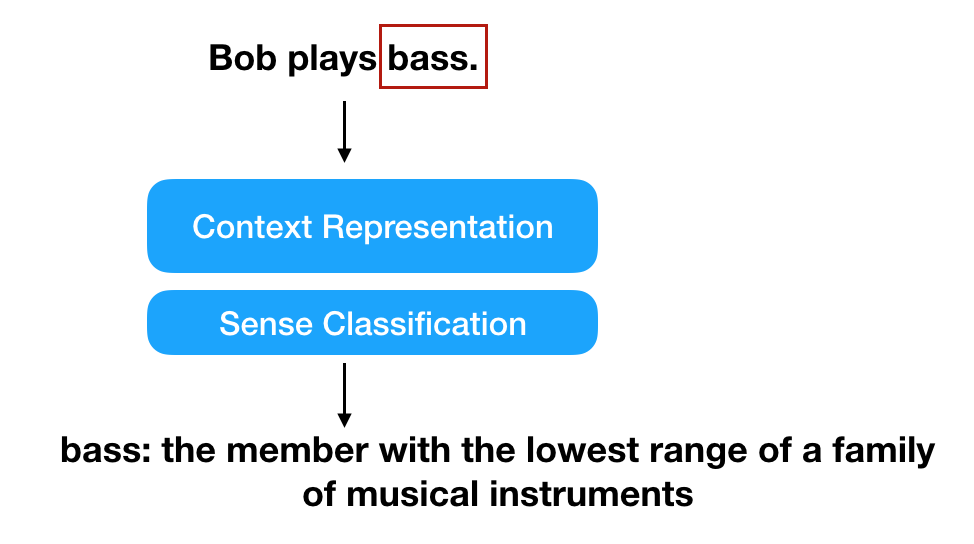 Bob plays bass.
Context Representation
Sense Classification
bass: the member with the lowest range of a family
of musical instruments